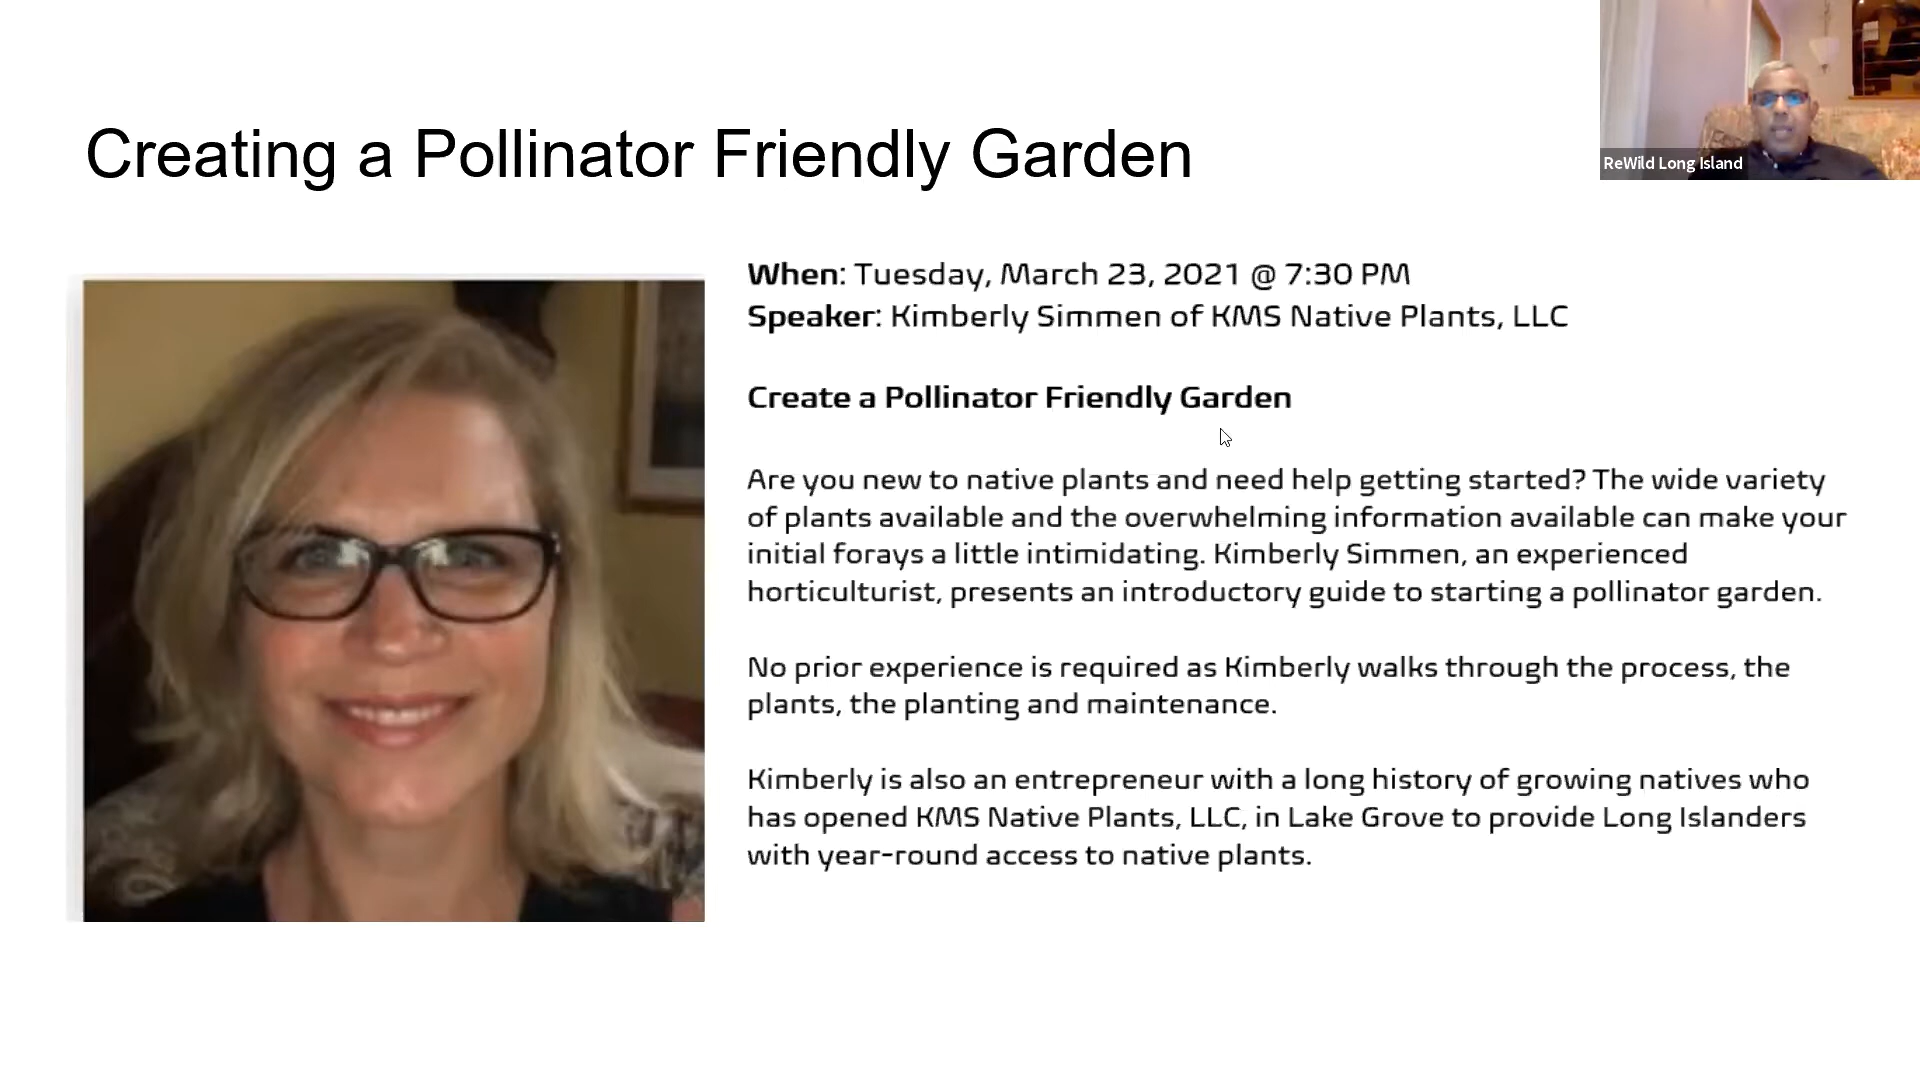 Creating a Pollinator Friendly Garden
ReWild Long Island
When: Tuesday, March 23, 2021 @ 7:30 PM
Speaker: Kimberly Simmen of KMS Native Plants, LLC
Create a Pollinator Friendly Garden
Are you new to native plants and need help getting started? The wide variety
of plants available and the overwhelming information available can make your
initial forays a little intimidating. Kimberly Simmen, an experienced
horticulturist, presents an introductory guide to starting a pollinator garden.
No prior experience is required as Kimberly walks through the process, the
plants, the planting and maintenance.
Kimberly is also an entrepreneur with a long history of growing natives who
has opened KMS Native Plants, LLC, in Lake Grove to provide Long Islanders
with year-round access to native plants.